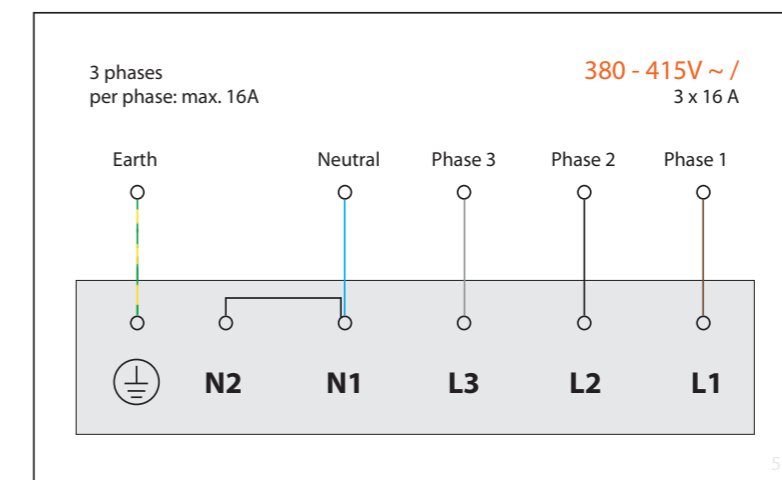 3 phases
per phase: max. 16A
380 - 415V ~ /
3 x 16 A
Earth Neutral Phase 3 Phase 2 Phase 1
N2 N1 L3 L2 L1
5